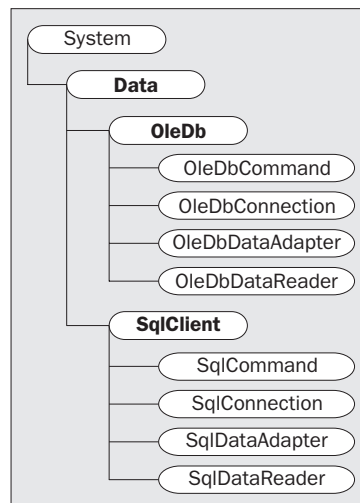 System
Data
OleDb
OleDbCommand
OleDbConnection
OleDbDataAdapter
OleDbDataReader
SqlClient
SqlCommand
SqlConnection
SqlDataAdapter
SqlDataReader